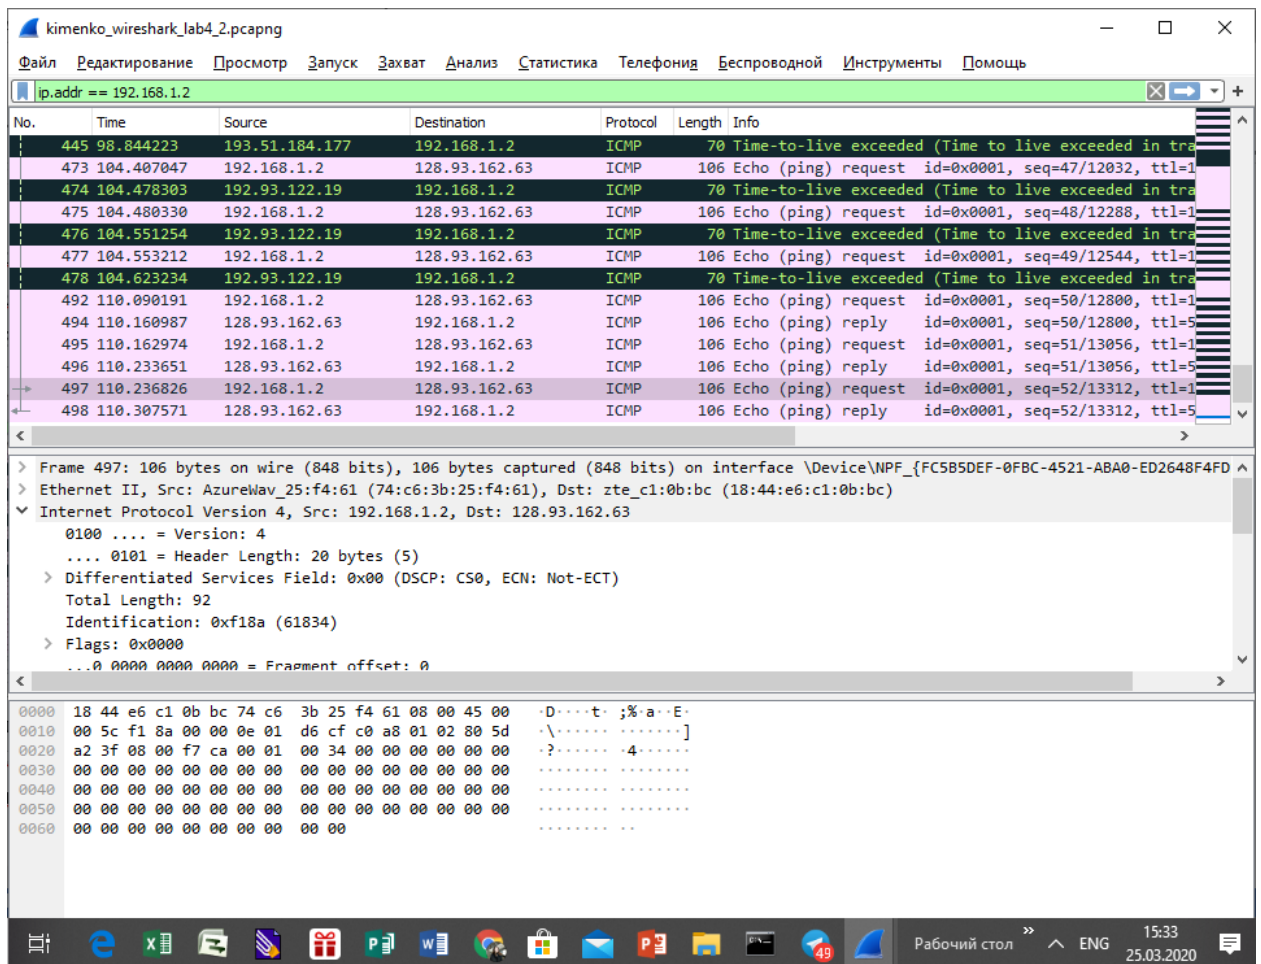 kimenko_wireshark_lab4_2.pcapng
Файл Редактирование Просмотр Запуск Захват Анализ Статистика Телефония Беспроводной Инструменты Помощь
ip.addr == 192.168.1.2
No. Time Source Destination Protocol Length Info
445 98.844223 193.51.184.177 192.168.1.2 ICMP 70 Time-to-live exceeded (Time to live exceeded in tra
473 104.407047 192.168.1.2 128.93.162.63 ICMP 106 Echo (ping) request id=0x0001, seq=47/12032, ttl=1
474 104.478303 192.93.122.19 192.168.1.2 ICMP 70 Time-to-live exceeded (Time to live exceeded in tra
475 104.480330 192.168.1.2 128.93.162.63 ICMP 106 Echo (ping) request id=0x0001, seq=48/12288, ttl=1
476 104.551254 192.93.122.19 192.168.1.2 ICMP 70 Time-to-live exceeded (Time to live exceeded in tra
477 104.553212 192.168.1.2 128.93.162.63 ICMP 106 Echo (ping) request id=0x0001, seq=49/12544, ttl=1
478 104.623234 192.93.122.19 192.168.1.2 ICMP 70 Time-to-live exceeded (Time to live exceeded in tra
492 110.090191 192.168.1.2 128.93.162.63 ICMP 106 Echo (ping) request id=0x0001, seq=50/12800, ttl=1
494 110.160987 128.93.162.63 192.168.1.2 ICMP 106 Echo (ping) reply id=0x0001, seq=50/12800, ttl=5
495 110.162974 192.168.1.2 128.93.162.63 ICMP 106 Echo (ping) request id=0x0001, seq=51/13056, ttl=1
496 110.233651 128.93.162.63 192.168.1.2 ICMP 106 Echo (ping) reply id=0x0001, seq=51/13056, ttl=5
497 110.236826 192.168.1.2 128.93.162.63 ICMP 106 Echo (ping) request id=0x0001, seq=52/13312, ttl=1
498 110.307571 128.93.162.63 192.168.1.2 ICMP 106 Echo (ping) reply id=0x0001, seq=52/13312, ttl=5
Frame 497: 106 bytes on wire (848 bits), 106 bytes captured (848 bits) on interface \Device\NPF_{FC5B5DEF-0FBC-4521-ABA0-ED2648F4FD
Ethernet II, Src: AzureWav_25:f4:61 (74:c6:3b:25:f4:61), Dst: zte_c1:0b:bc (18:44:e6:c1:0b:bc)
Internet Protocol Version 4, Src: 192.168.1.2, Dst: 128.93.162.63
0100 .... = Version: 4
.... 0101 = Header Length: 20 bytes (5)
Differentiated Services Field: 0x00 (DSCP: CS0, ECN: Not-ECT)
Total Length: 92
Identification: 0xf18a (61834)
Flags: 0x0000
...0 0000 0000 0000 = Fragment offset: 0
0000 18 44 e6 c1 0b bc 74 c6 3b 25 f4 61 08 00 45 00 ·D····t· ;%·a··E·
0010 00 5c f1 8a 00 00 0e 01 d6 cf c0 a8 01 02 80 5d ·\······ ·······]
0020 a2 3f 08 00 f7 ca 00 01 00 34 00 00 00 00 00 00 ·?······ ·4······
0030 00 00 00 00 00 00 00 00 00 00 00 00 00 00 00 00 ········ ········
0040 00 00 00 00 00 00 00 00 00 00 00 00 00 00 00 00 ········ ········
0050 00 00 00 00 00 00 00 00 00 00 00 00 00 00 00 00 ········ ········
0060 00 00 00 00 00 00 00 00 00 00 ········ ··
49
Рабочий стол » ENG
15:33
25.03.2020